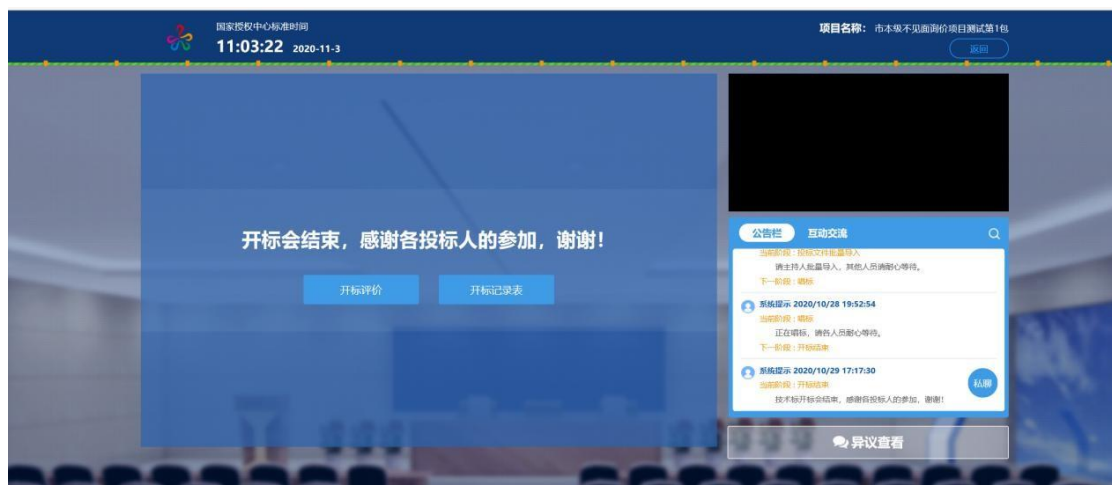 国家授权中心标准时间
11:03:22 2020-11-3
项目名称: 市本级不见面询价项目测试第1包
返回
开标会结束，感谢各投标人的参加，谢谢！
开标评价 开标记录表
公告栏 互动交流
当前阶段：投标文件批量导入
请主持人批量导入，其他人员请耐心等待。
下一阶段：唱标
系统提示 2020/10/28 19:52:54
当前阶段：唱标
正在唱标，请各人员耐心等待。
下一阶段：开标结束
系统提示 2020/10/29 17:17:30
当前阶段：开标结束
技术标开标会结束，感谢各投标人的参加，谢谢！
私聊
异议查看